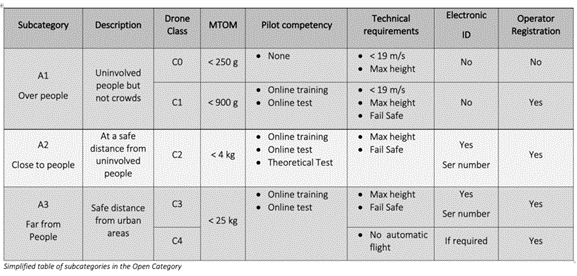 Subcategory Description Drone Class MTOM Pilot competency Technical requirements Electronic ID Operator Registration
A1
Over people
Uninvolved
people but
not crowds
C0 < 250 g
• None
• < 19 m/s
• Max height
No No
C1 < 900 g
• Online training
• Online test
• < 19 m/s
• Max height
• Fail Safe
No Yes
A2
Close to people
At a safe
distance from
uninvolved
people
C2 < 4 kg
• Online training
• Online test
• Theoretical Test
• Max height
• Fail Safe
Yes
Ser number
Yes
A3
Far from
People
Safe distance
from urban
areas
C3
< 25 kg
• Online training
• Online test
• Max height
• Fail Safe
Yes
Ser number
Yes
C4
• No automatic
flight
If required Yes
Simplified table of subcategories in the Open Category